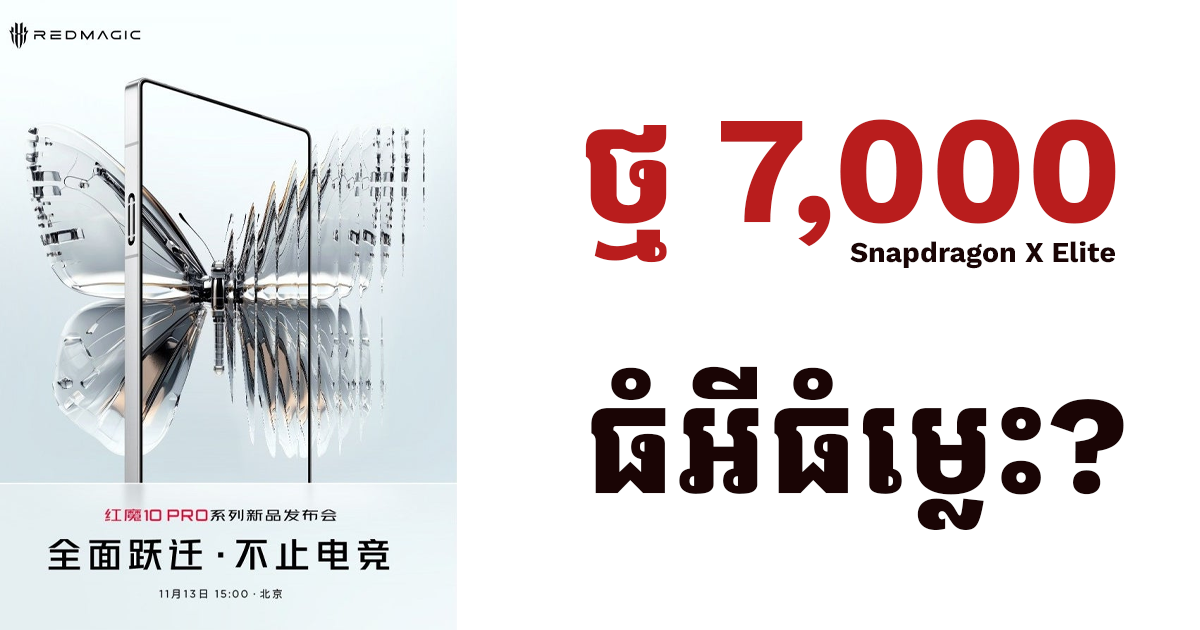 REDMAGIC
红魔10 PRO系列新品发布会
全面跃迁·不止电竞
11月13日 15:00·北京
ថ្ម 7,000
Snapdragon X Elite
ធំអីធំម្លេះ?